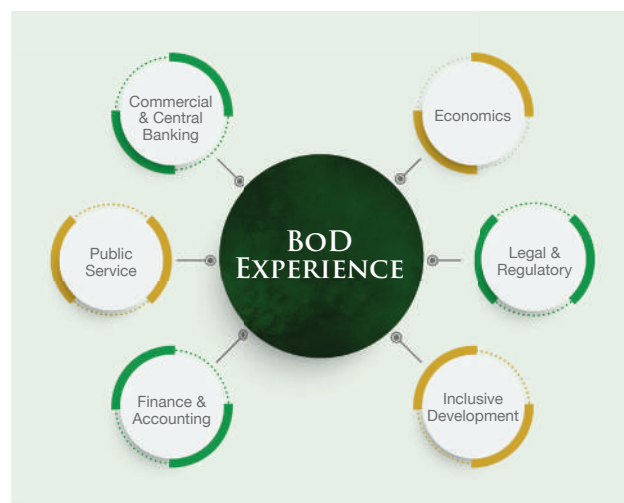 Commercial
& Central
Banking
Economics
BoD
Experience
Public
Service
Legal &
Regulatory
Finance &
Accounting
Inclusive
Development